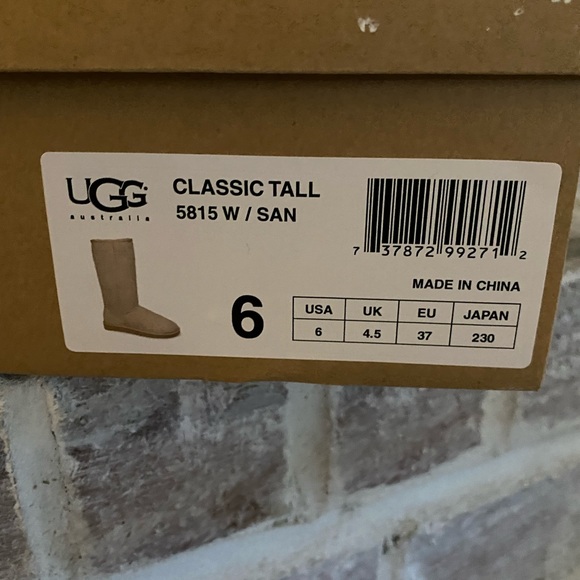 UGG
australia
CLASSIC TALL
5815 W / SAN
7 37872 99271 2
MADE IN CHINA
6
USA UK EU JAPAN
6 4.5 37 230